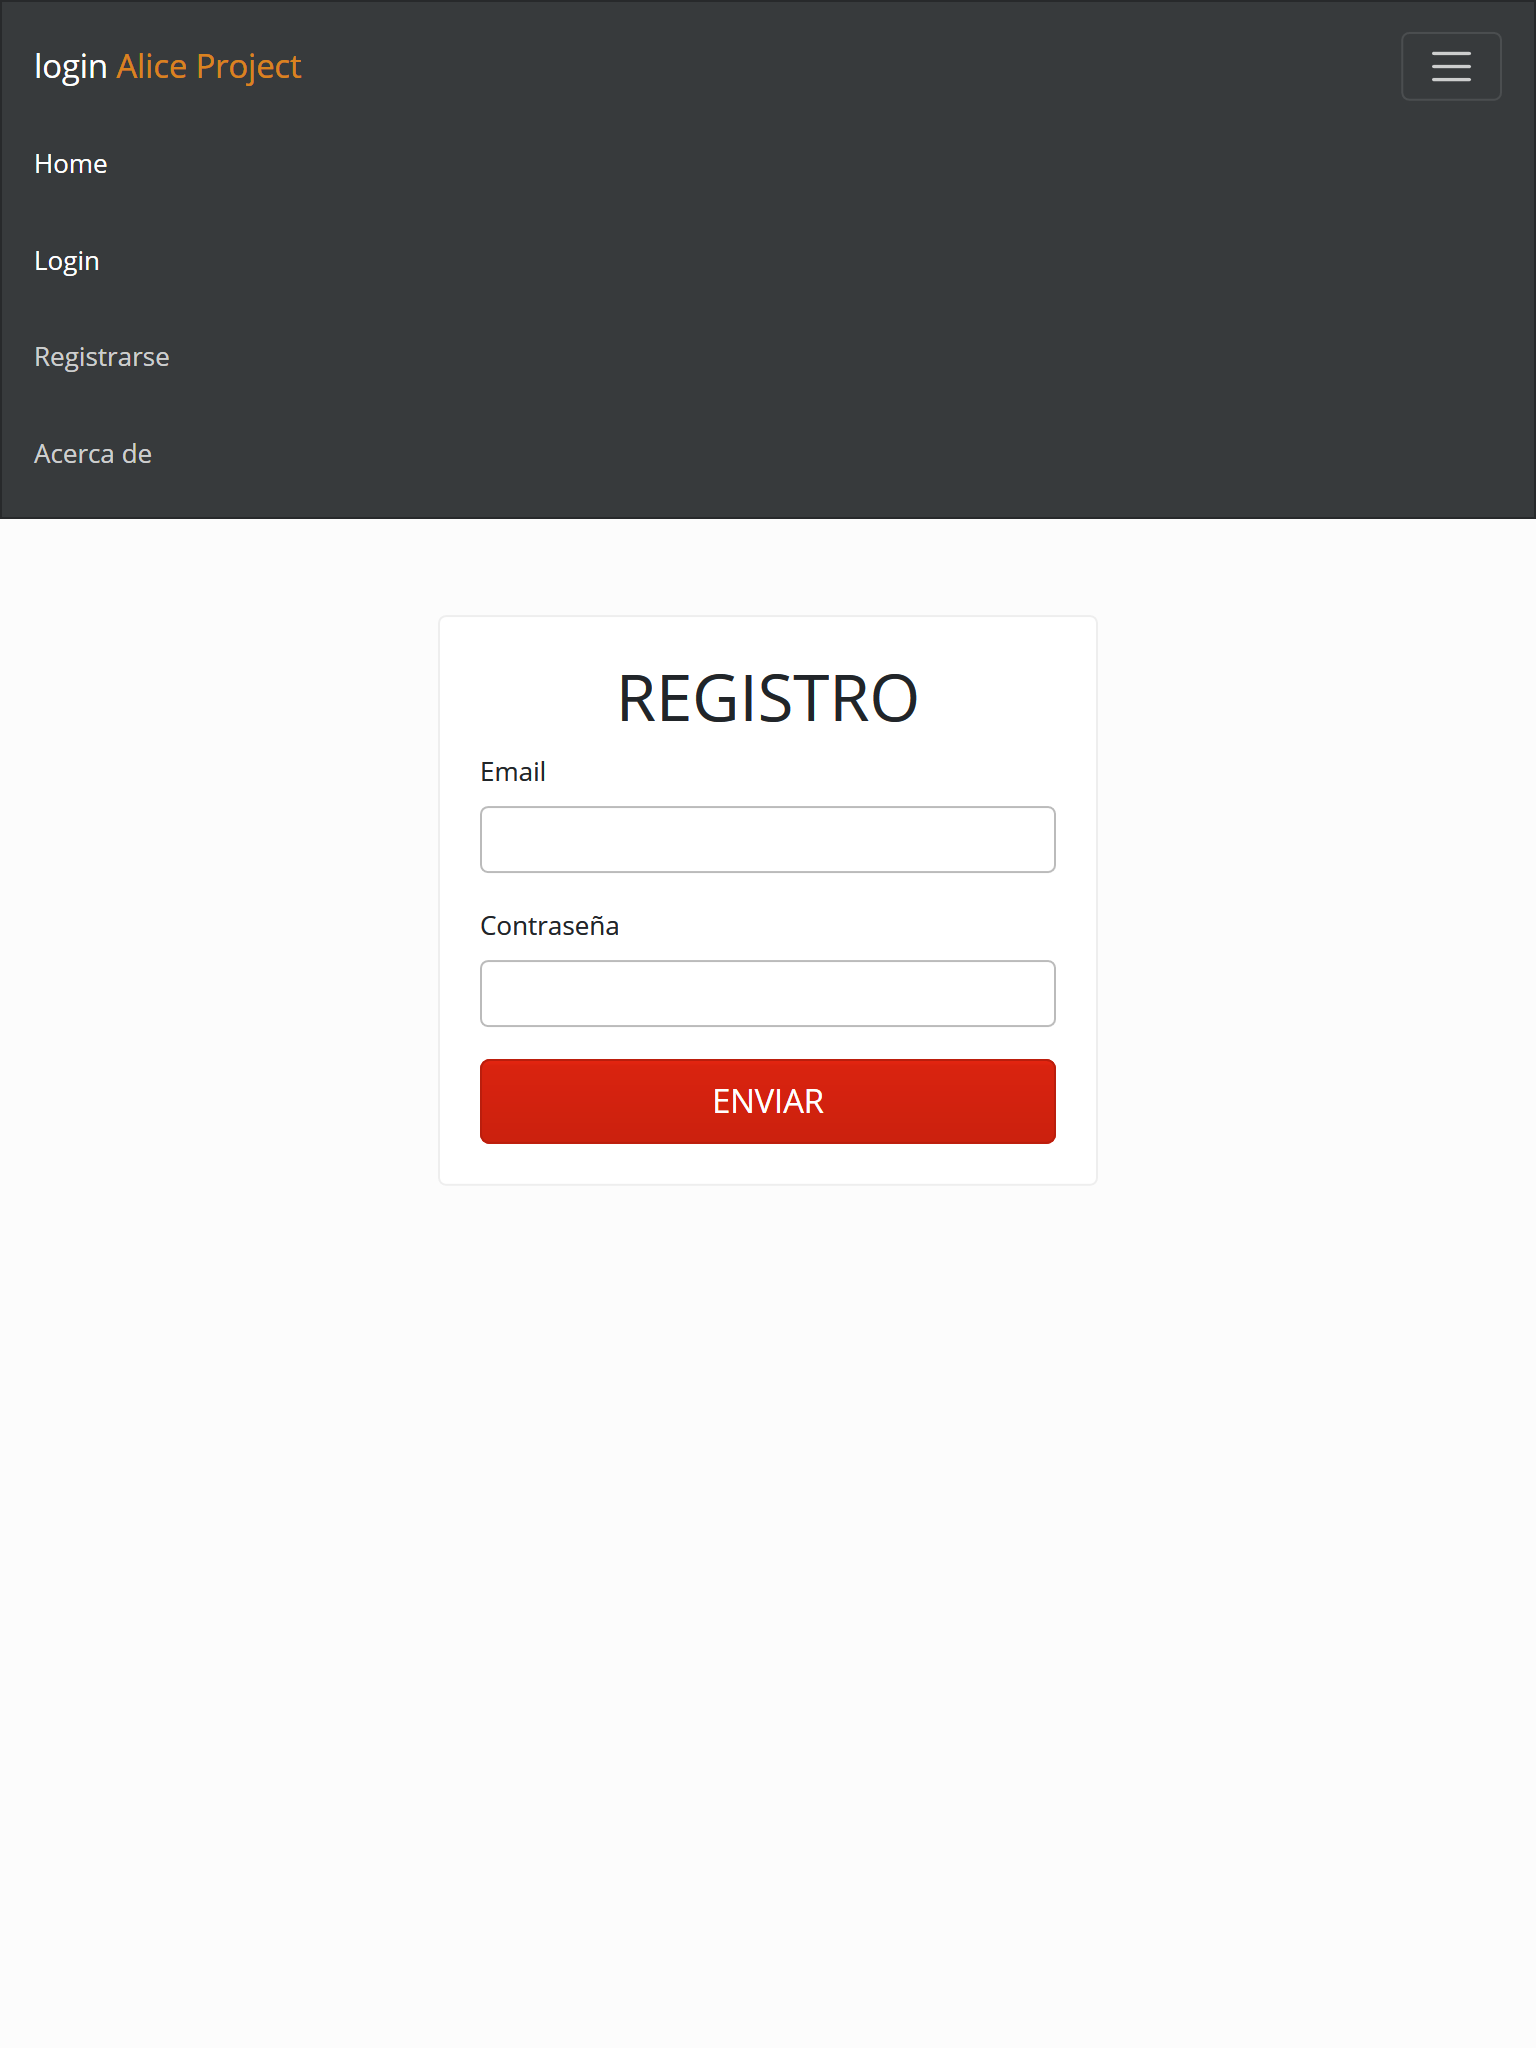 login Alice Project
Home
Login
Registrarse
Acerca de
REGISTRO
Email
Contraseña
ENVIAR